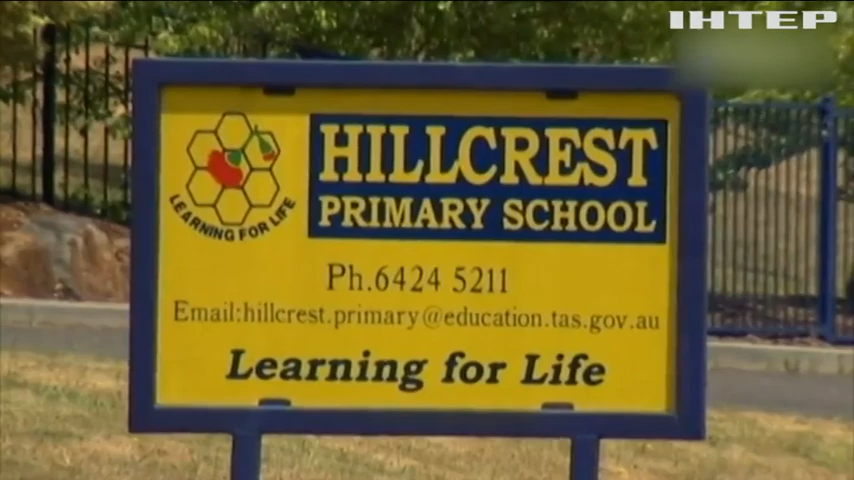 ІНТЕР
HILLCREST
PRIMARY SCHOOL
LEARNING FOR LIFE
Ph.6424 5211
Email:hillcrest.primary@education.tas.gov.au
Learning for Life